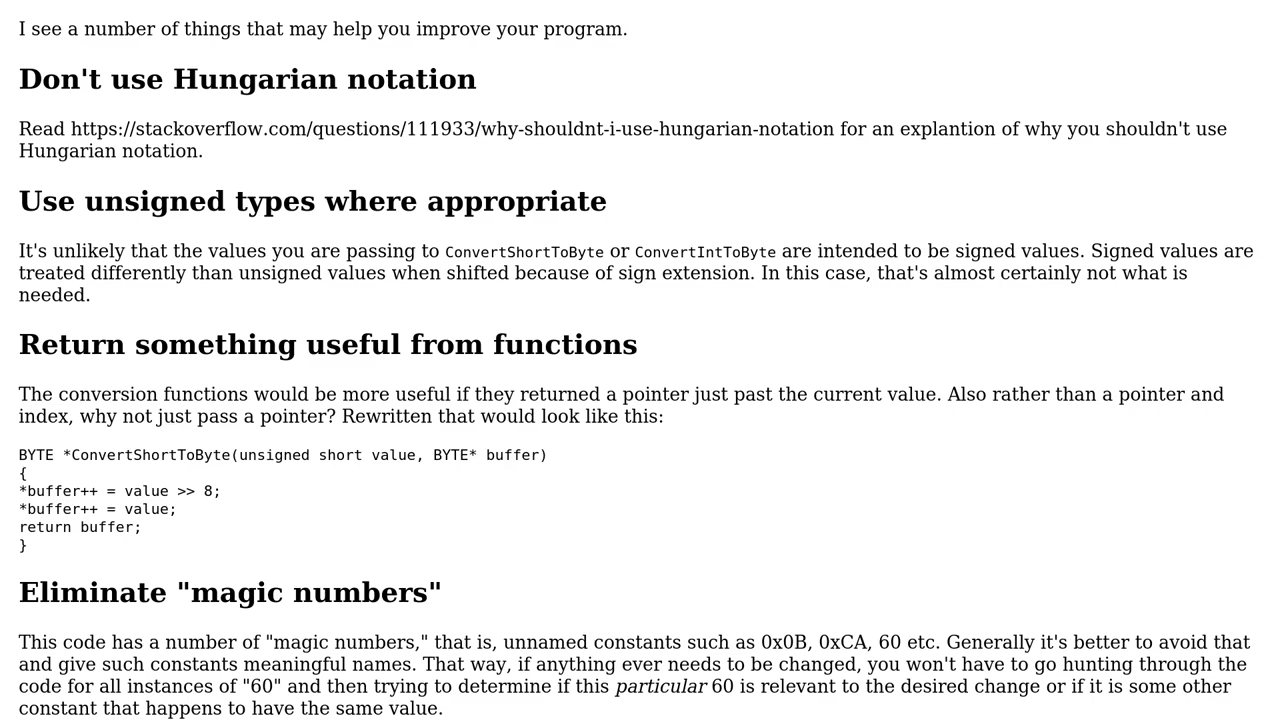 I see a number of things that may help you improve your program.
Don't use Hungarian notation
Read https://stackoverflow.com/questions/111933/why-shouldnt-i-use-hungarian-notation for an explantion of why you shouldn't use
Hungarian notation.
Use unsigned types where appropriate
It's unlikely that the values you are passing to ConvertShortToByte or ConvertIntToByte are intended to be signed values. Signed values are
treated differently than unsigned values when shifted because of sign extension. In this case, that's almost certainly not what is
needed.
Return something useful from functions
The conversion functions would be more useful if they returned a pointer just past the current value. Also rather than a pointer and
index, why not just pass a pointer? Rewritten that would look like this:
BYTE *ConvertShortToByte(unsigned short value, BYTE* buffer)
{
*buffer++ = value >> 8;
*buffer++ = value;
return buffer;
}
Eliminate "magic numbers"
This code has a number of "magic numbers," that is, unnamed constants such as 0x0B, 0xCA, 60 etc. Generally it's better to avoid that
and give such constants meaningful names. That way, if anything ever needs to be changed, you won't have to go hunting through the
code for all instances of "60" and then trying to determine if this particular 60 is relevant to the desired change or if it is some other
constant that happens to have the same value.